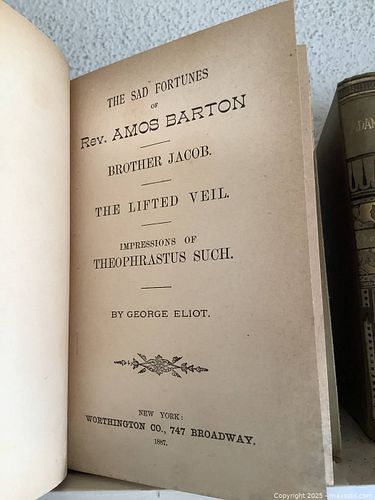 THE SAD FORTUNES
OF
Rev. AMOS BARTON
BROTHER JACOB.
THE LIFTED VEIL.
IMPRESSIONS OF
THEOPHRASTUS SUCH.
BY GEORGE ELIOT.
NEW YORK:
WORTHINGTON CO., 747 BROADWAY.
1887.
ADAM
Copyright 2025 -